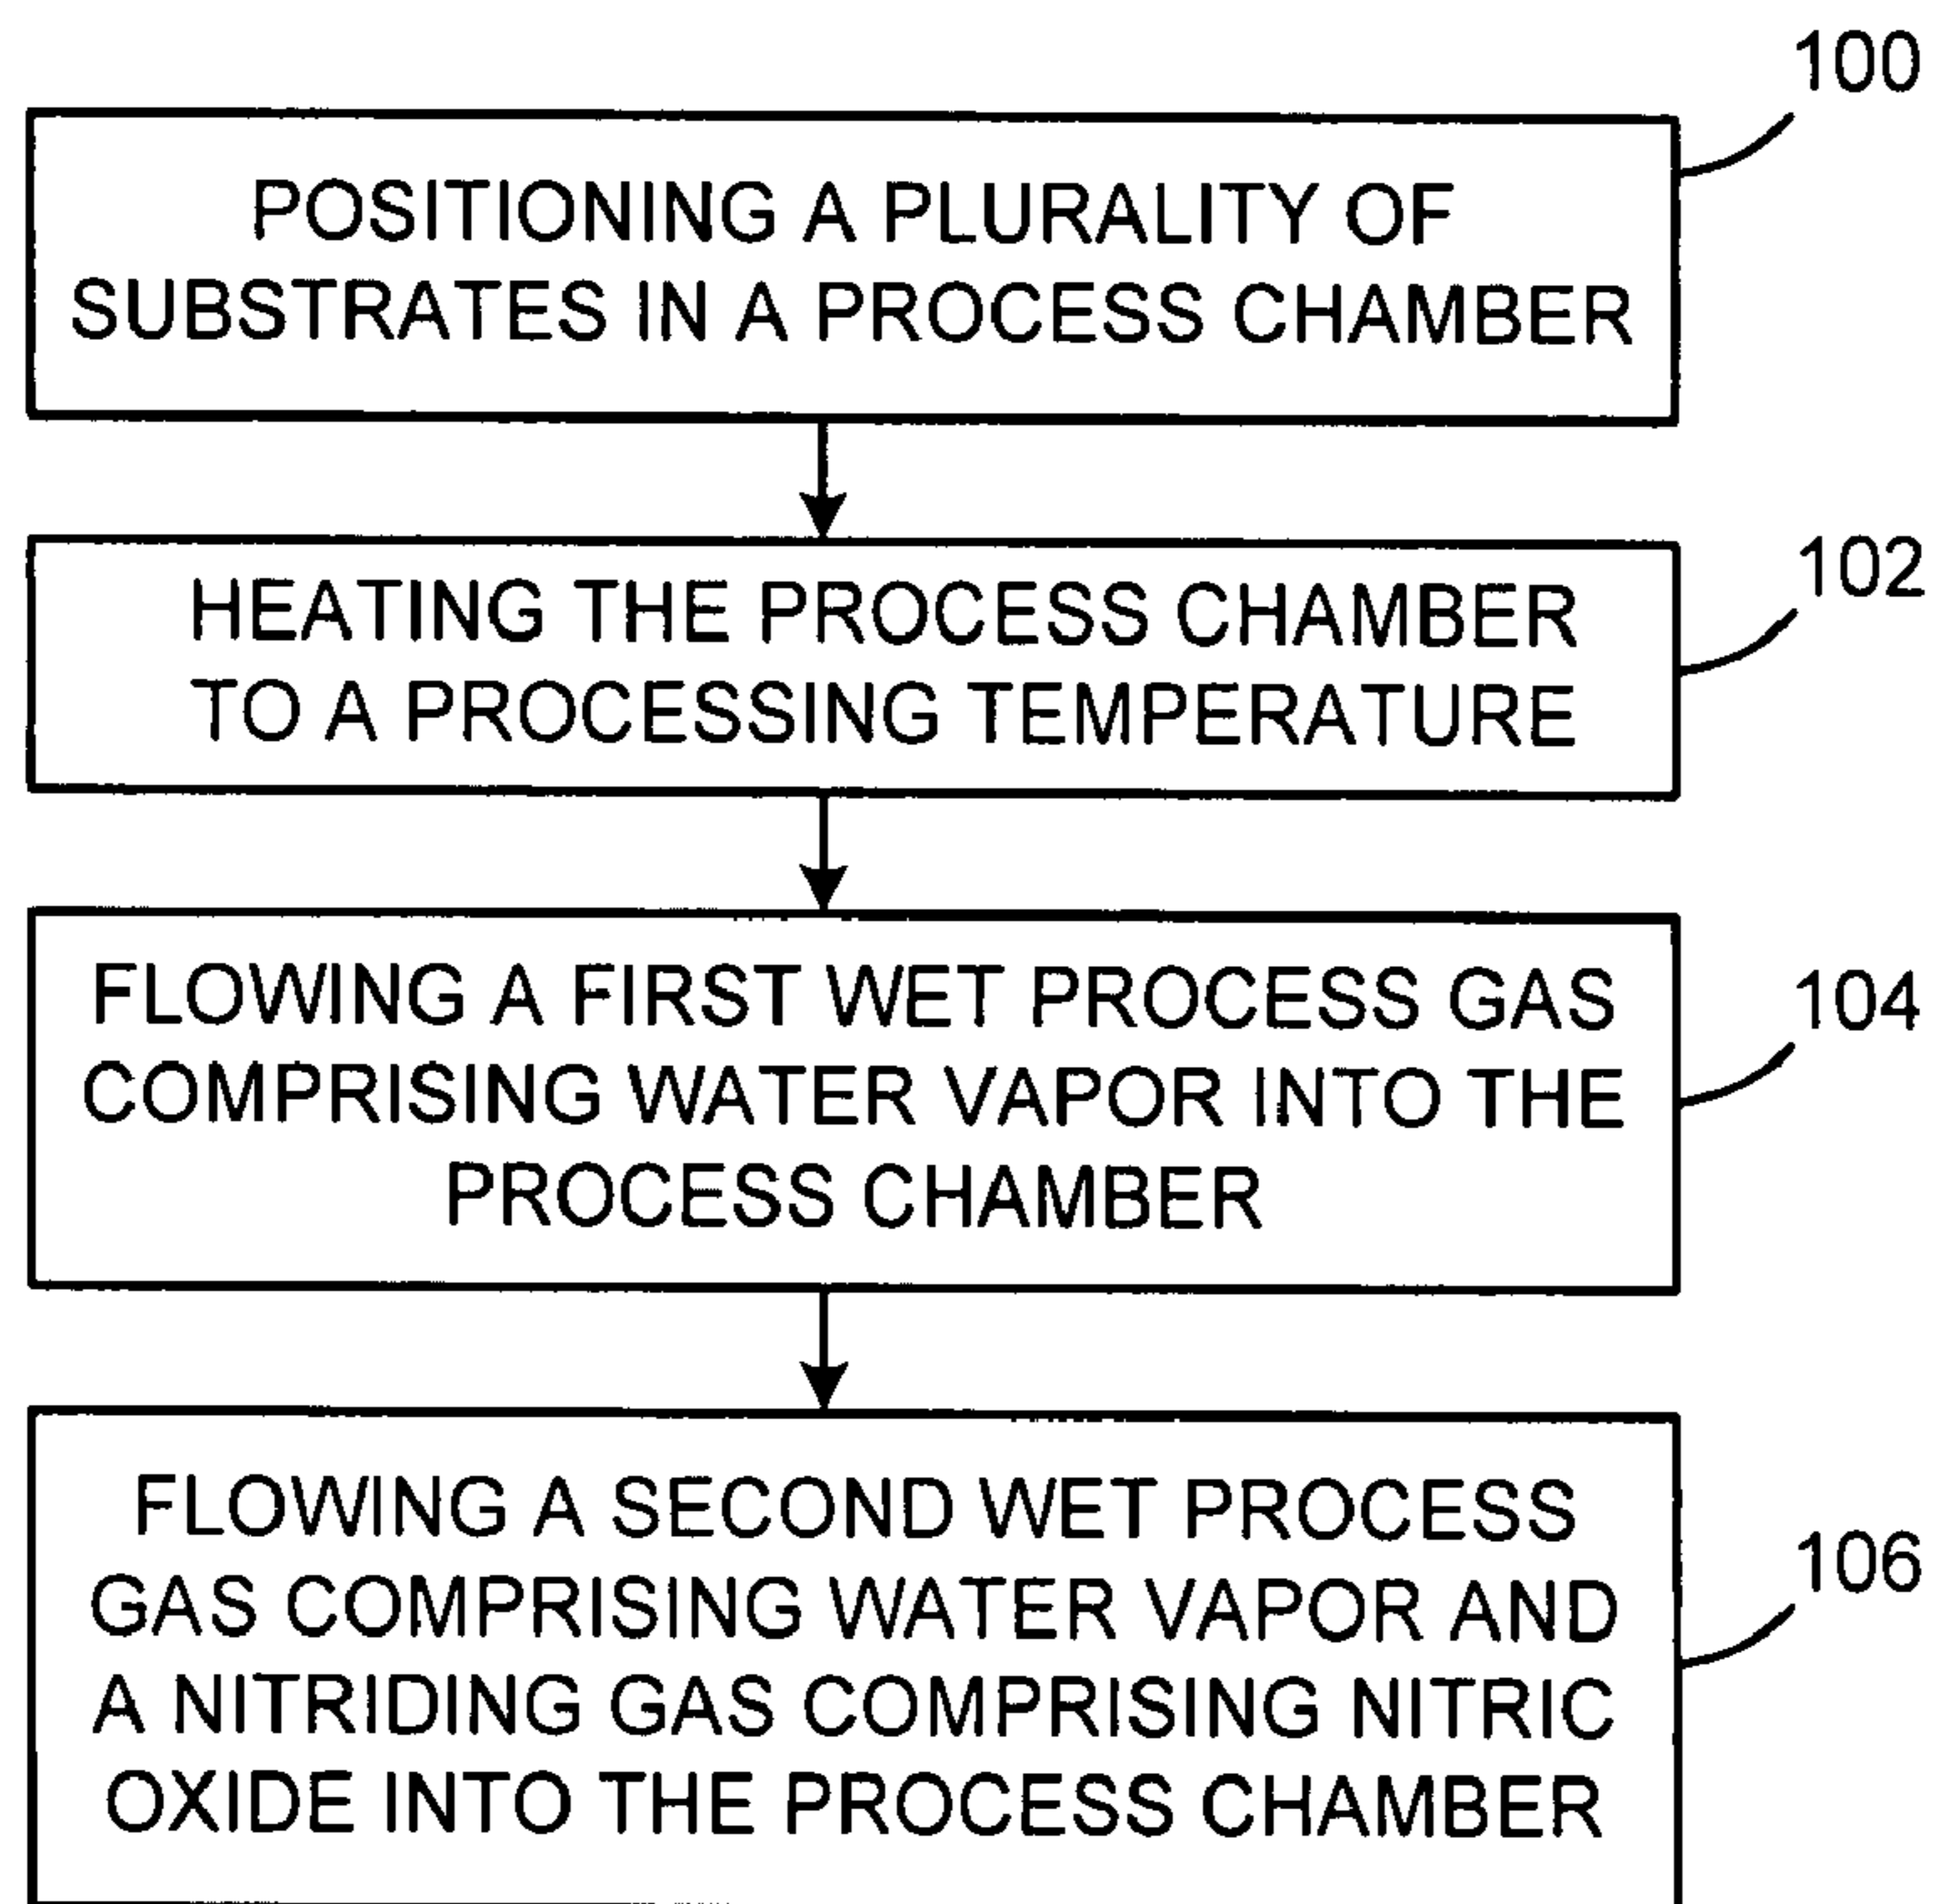 100
POSITIONING A PLURALITY OF
SUBSTRATES IN A PROCESS CHAMBER
102
HEATING THE PROCESS CHAMBER
TO A PROCESSING TEMPERATURE
104
FLOWING A FIRST WET PROCESS GAS
COMPRISING WATER VAPOR INTO THE
PROCESS CHAMBER
106
FLOWING A SECOND WET PROCESS
GAS COMPRISING WATER VAPOR AND
A NITRIDING GAS COMPRISING NITRIC
OXIDE INTO THE PROCESS CHAMBER